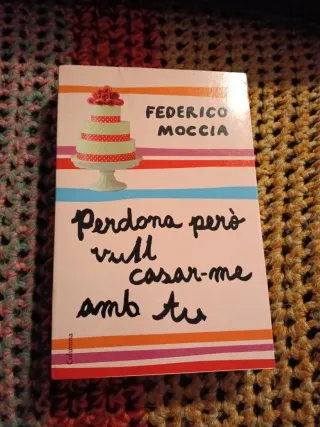 FEDERICO
MOCCIA
Perdona però
vull
casar-me
amb tu
Columna